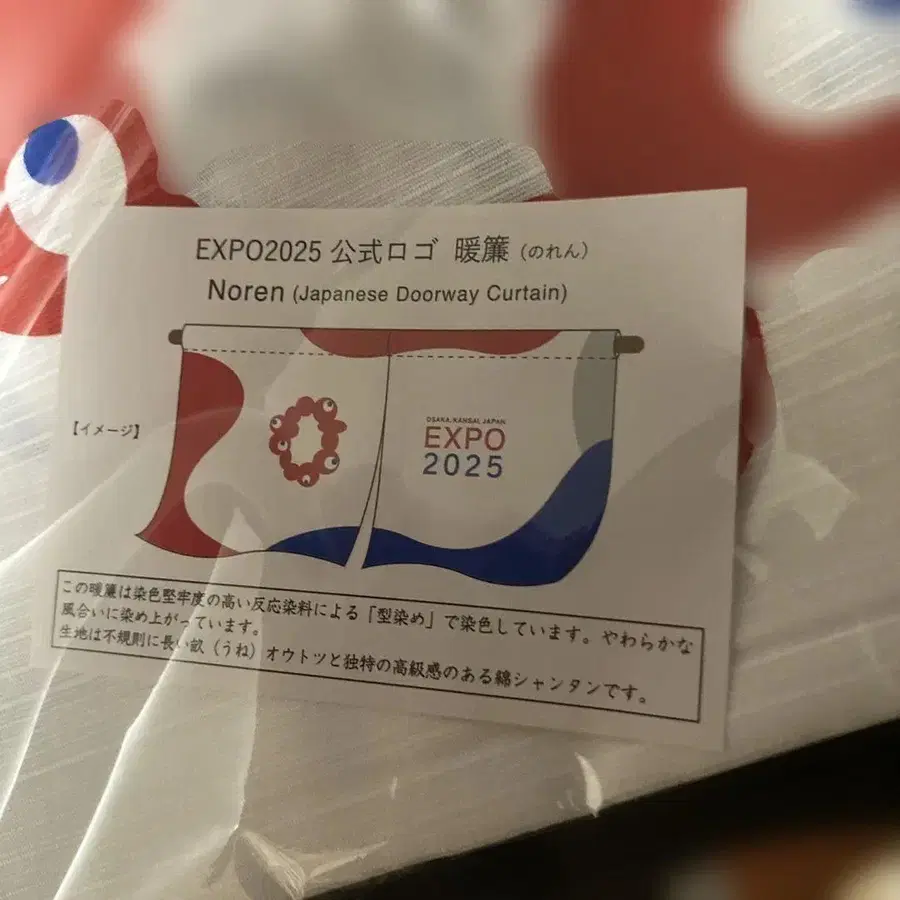 EXPO2025 公式ロゴ 暖簾（のれん）
Noren (Japanese Doorway Curtain)
【イメージ】
OSAKA, KANSAI, JAPAN
EXPO
2025
この暖簾は染色堅牢度の高い反応染料による「型染め」で染色しています。やわらかな
風合いに染め上がっています。
生地は不規則に長い畝（うね）オウトツと独特の高級感のある綿シャンタンです。